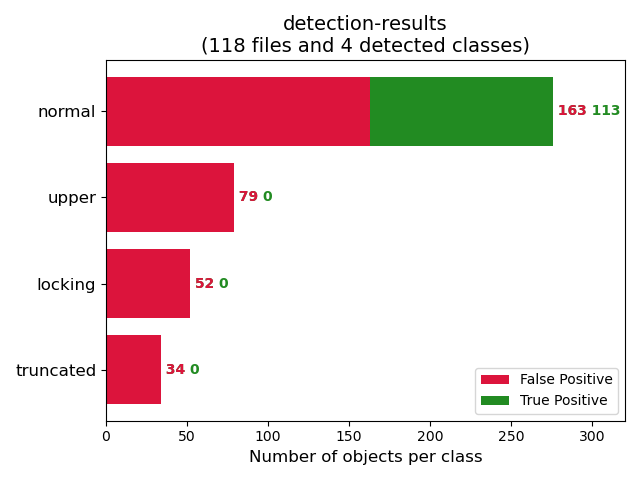 detection-results
(118 files and 4 detected classes)
normal
163 113
upper
79 0
locking
52 0
truncated
34 0
False Positive
True Positive
0 50 100 150 200 250 300
Number of objects per class